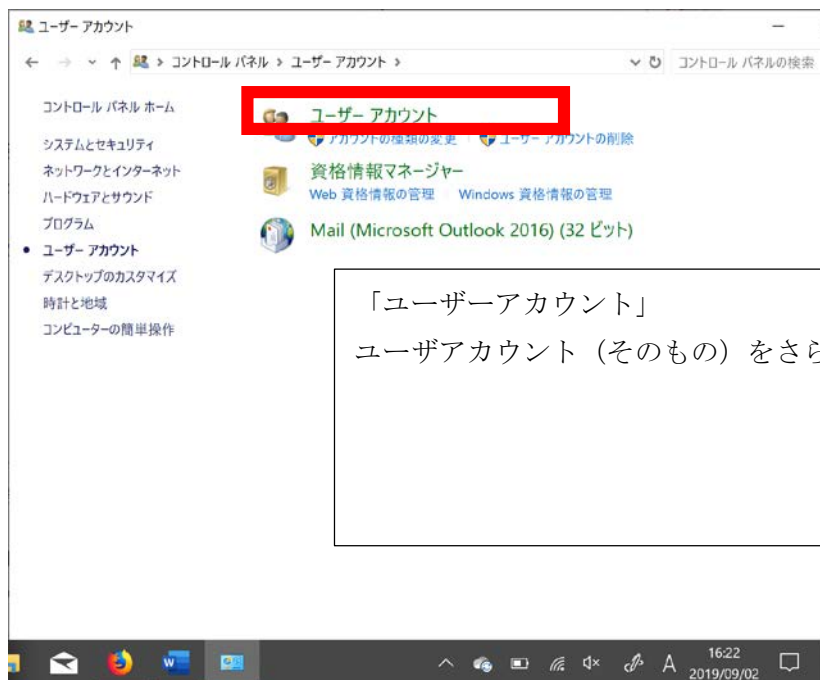 ユーザー アカウント
コントロール パネル > ユーザー アカウント >
コントロール パネルの検索
コントロール パネル ホーム
システムとセキュリティ
ネットワークとインターネット
ハードウェアとサウンド
プログラム
ユーザー アカウント
デスクトップのカスタマイズ
時計と地域
コンピューターの簡単操作
ユーザー アカウント
アカウントの種類の変更 ユーザー アカウントの削除
資格情報マネージャー
Web 資格情報の管理 Windows 資格情報の管理
Mail (Microsoft Outlook 2016) (32 ビット)
「ユーザーアカウント」
ユーザアカウント（そのもの）をさら
A
16:22
2019/09/02